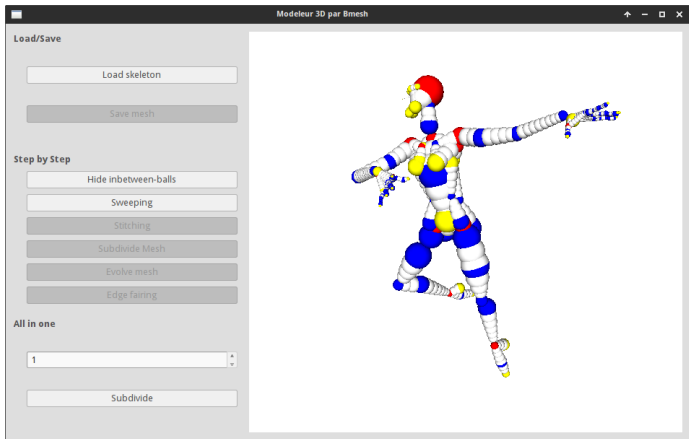 Modeleur 3D par Bmesh
Load/Save
Load skeleton
Save mesh
Step by Step
Hide inbetween-balls
Sweeping
Stitching
Subdivide Mesh
Evolve mesh
Edge fairing
All in one
1
Subdivide